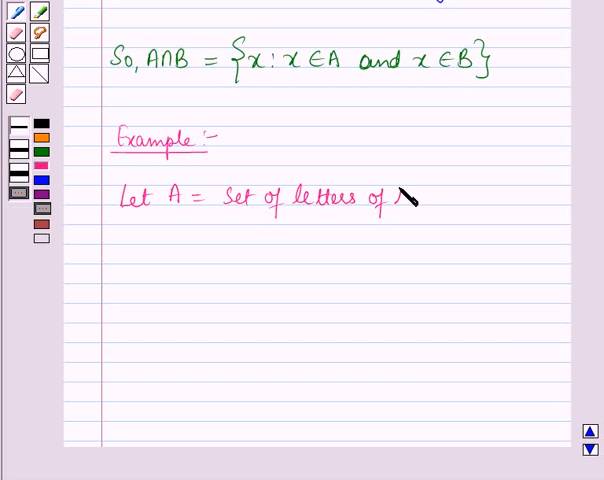 So, A∩B = {x : x ∈ A and x ∈ B}
Example :-
Let A = Set of letters of